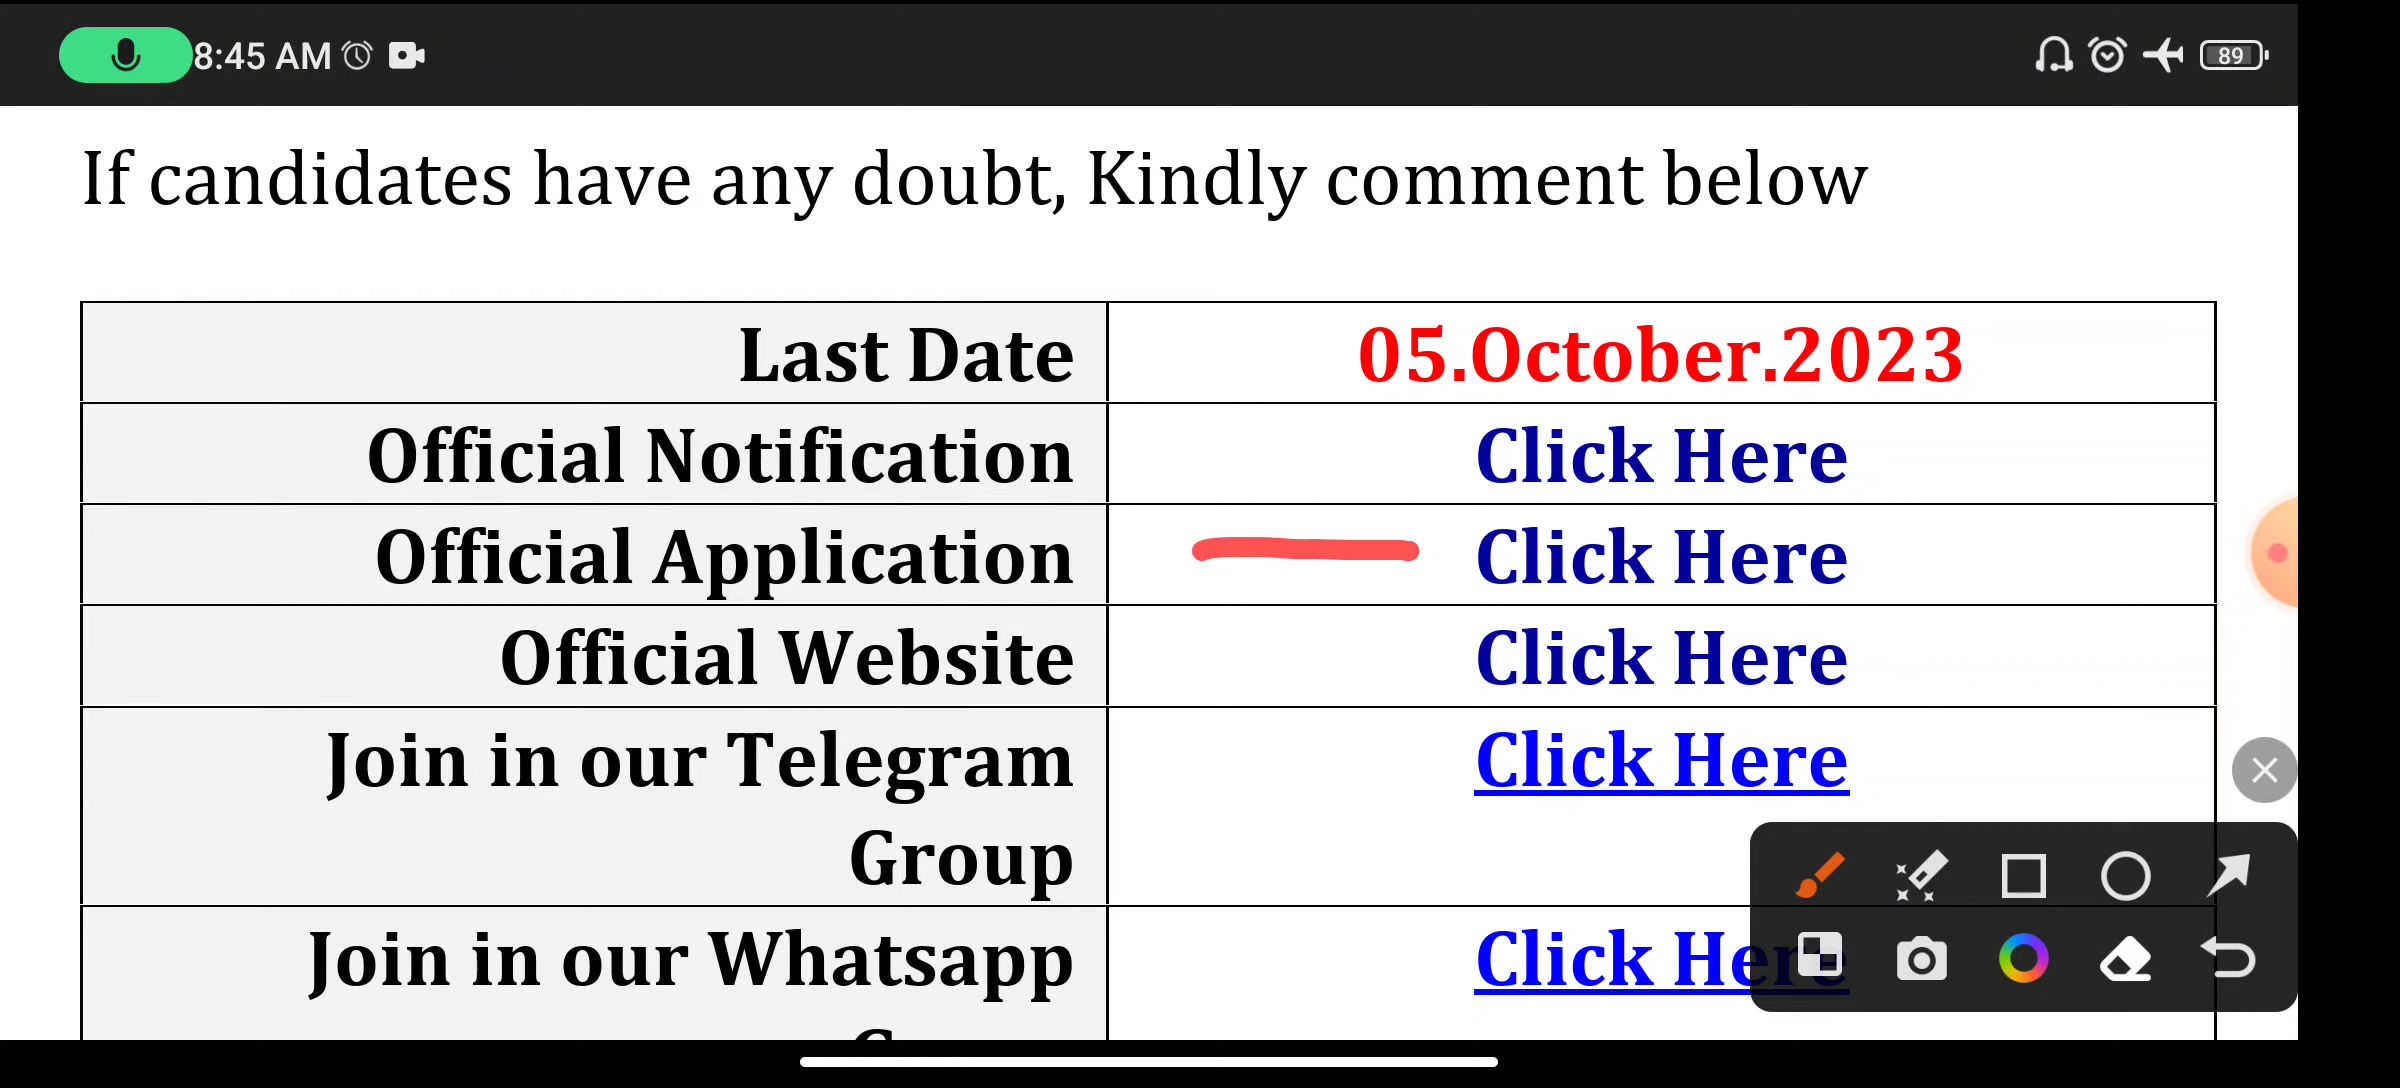 8:45 AM
89
If candidates have any doubt, Kindly comment below
Last Date 05.October.2023
Official Notification Click Here
Official Application Click Here
Official Website Click Here
Join in our Telegram Click Here
Group
Join in our Whatsapp Click Here